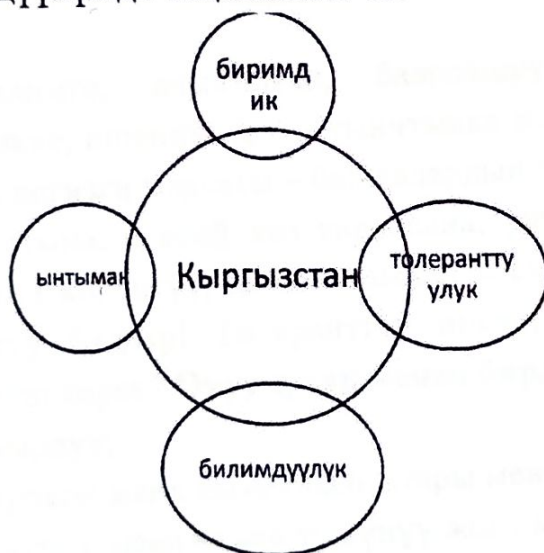 биримд
ик
ынтымак
Кыргызстан
толерантту
улук
билимдүүлүк